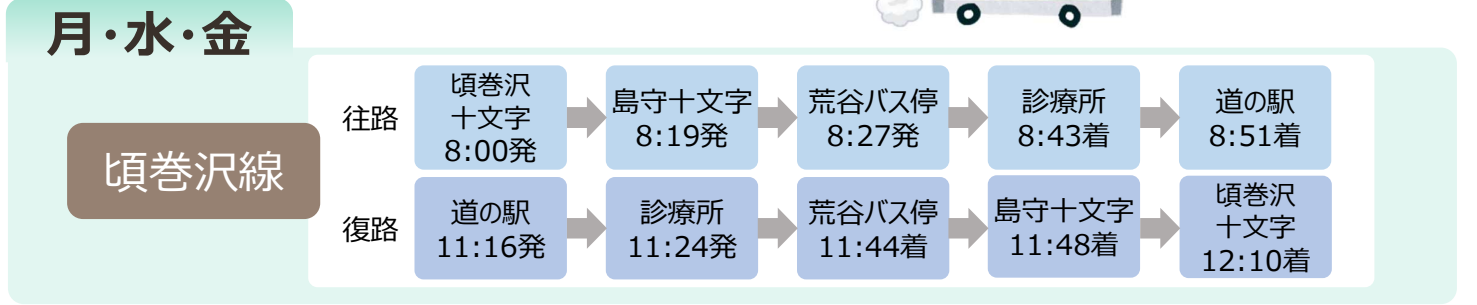 月・水・金
頃巻沢線
往路
頃巻沢
十文字
8:00発
島守十文字
8:19発
荒谷バス停
8:27発
診療所
8:43着
道の駅
8:51着
復路
道の駅
11:16発
診療所
11:24発
荒谷バス停
11:44着
島守十文字
11:48着
頃巻沢
十文字
12:10着